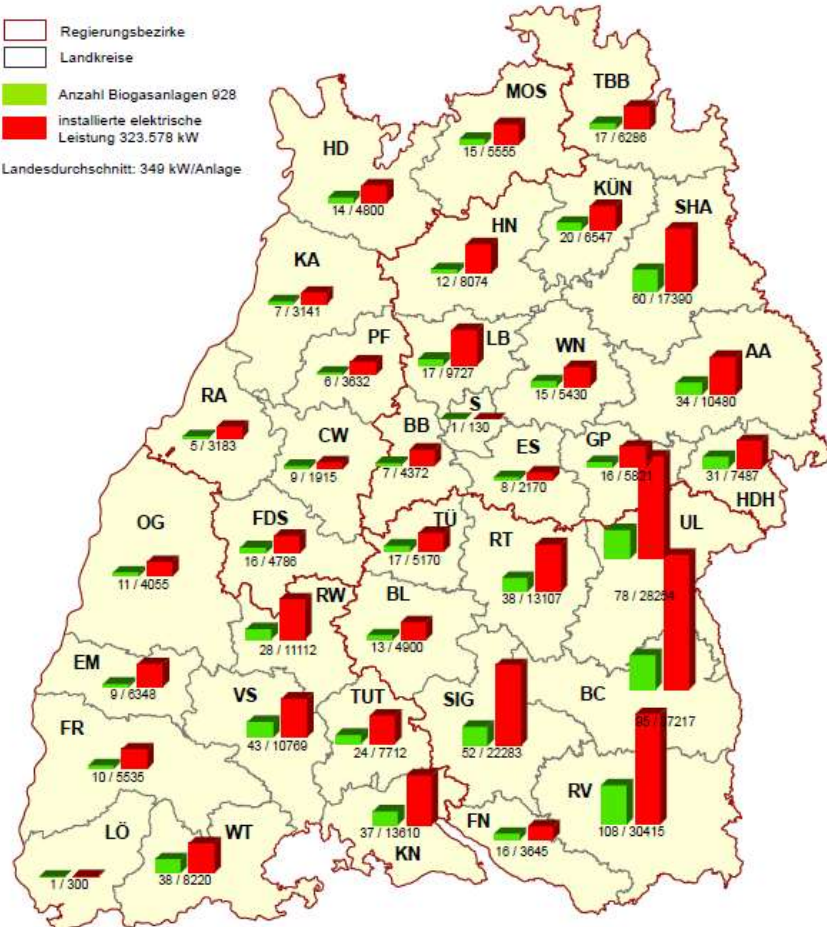 Regierungsbezirke
Landkreise
Anzahl Biogasanlagen 928
installierte elektrische
Leistung 323.578 kW
Landesdurchschnitt: 349 kW/Anlage
TBB
17 / 6286
MOS
15 / 5555
HD
14 / 4800
KÜN
20 / 6547
SHA
60 / 17390
HN
12 / 8074
KA
7 / 3141
PF
6 / 3632
LB
17 / 9727
WN
15 / 5430
AA
34 / 10480
RA
5 / 3183
S
1 / 130
CW
9 / 1915
BB
7 / 4372
ES
8 / 2170
GP
16 / 5821
31 / 7487
HDH
OG
11 / 4055
FDS
16 / 4786
TÜ
17 / 5170
RT
38 / 13107
UL
78 / 28254
RW
28 / 11112
BL
13 / 4900
EM
9 / 6348
VS
43 / 10769
TUT
24 / 7712
SIG
52 / 22283
BC
FR
10 / 5535
RV
108 / 30415
LÖ
1 / 300
WT
38 / 8220
37 / 13610
KN
FN
16 / 3645